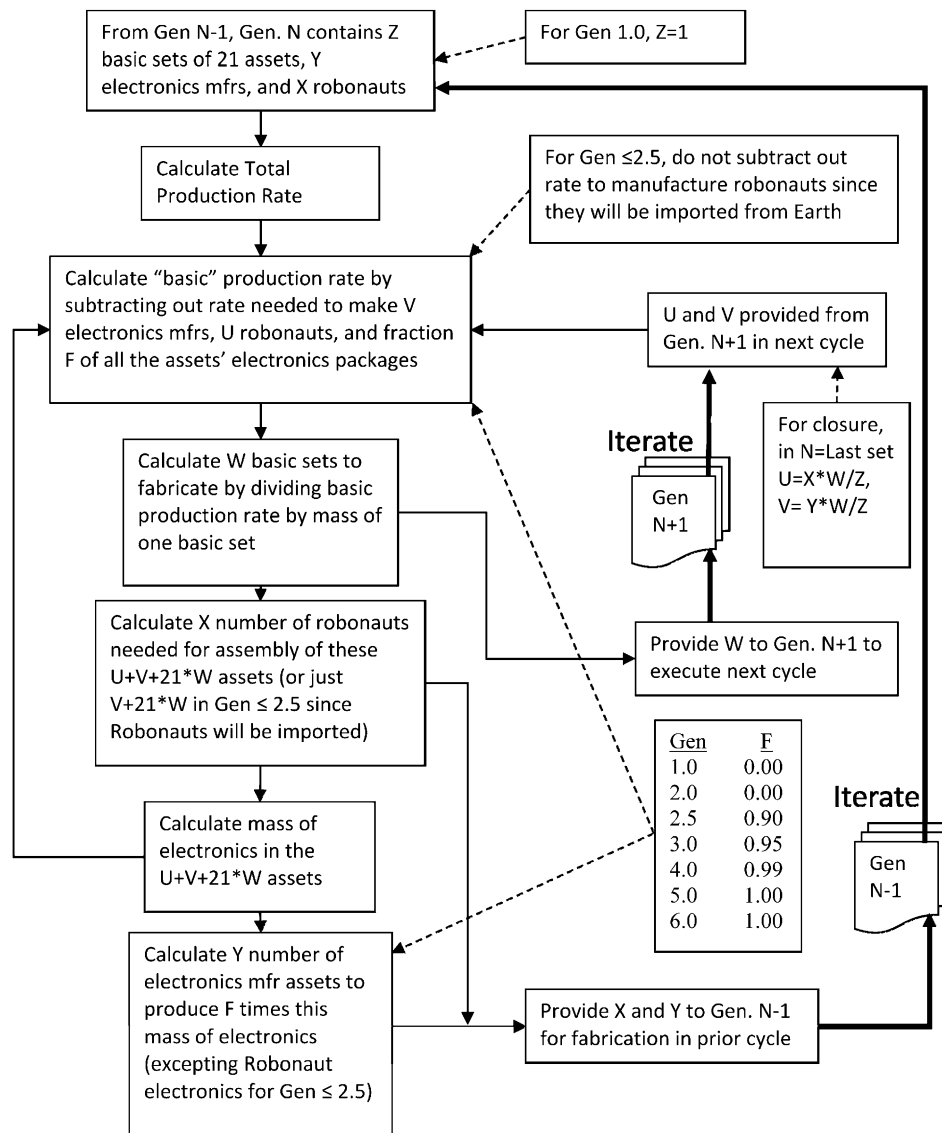 From Gen N-1, Gen. N contains Z
basic sets of 21 assets, Y
electronics mfrs, and X robonauts
For Gen 1.0, Z=1
Calculate Total
Production Rate
For Gen ≤2.5, do not subtract out
rate to manufacture robonauts since
they will be imported from Earth
Calculate “basic” production rate by
subtracting out rate needed to make V
electronics mfrs, U robonauts, and fraction
F of all the assets’ electronics packages
U and V provided from
Gen. N+1 in next cycle
For closure,
in N=Last set
U=X*W/Z,
V= Y*W/Z
Iterate
Gen
N+1
Calculate W basic sets to
fabricate by dividing basic
production rate by mass of
one basic set
Calculate X number of robonauts
needed for assembly of these
U+V+21*W assets (or just
V+21*W in Gen ≤ 2.5 since
Robonauts will be imported)
Provide W to Gen. N+1 to
execute next cycle
Gen F
1.0 0.00
2.0 0.00
2.5 0.90
3.0 0.95
4.0 0.99
5.0 1.00
6.0 1.00
Iterate
Gen
N-1
Calculate mass of
electronics in the
U+V+21*W assets
Calculate Y number of
electronics mfr assets to
produce F times this
mass of electronics
(excepting Robonaut
electronics for Gen ≤ 2.5)
Provide X and Y to Gen. N-1
for fabrication in prior cycle